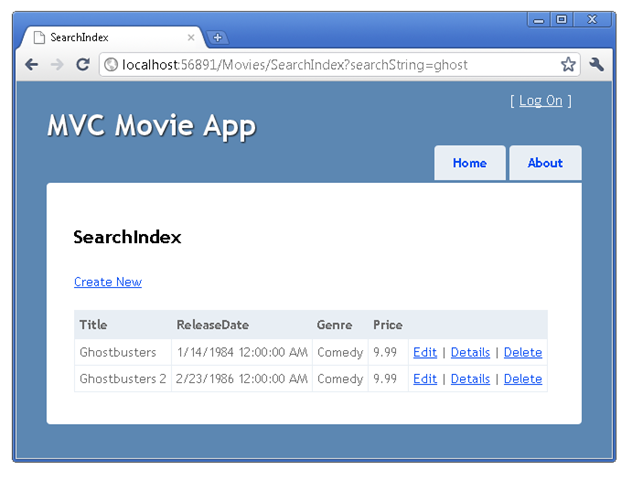 SearchIndex
localhost:56891/Movies/SearchIndex?searchString=ghost
[ Log On ]
MVC Movie App
Home About
SearchIndex
Create New
Title ReleaseDate Genre Price
Ghostbusters 1/14/1984 12:00:00 AM Comedy 9.99 Edit | Details | Delete
Ghostbusters 2 2/23/1986 12:00:00 AM Comedy 9.99 Edit | Details | Delete